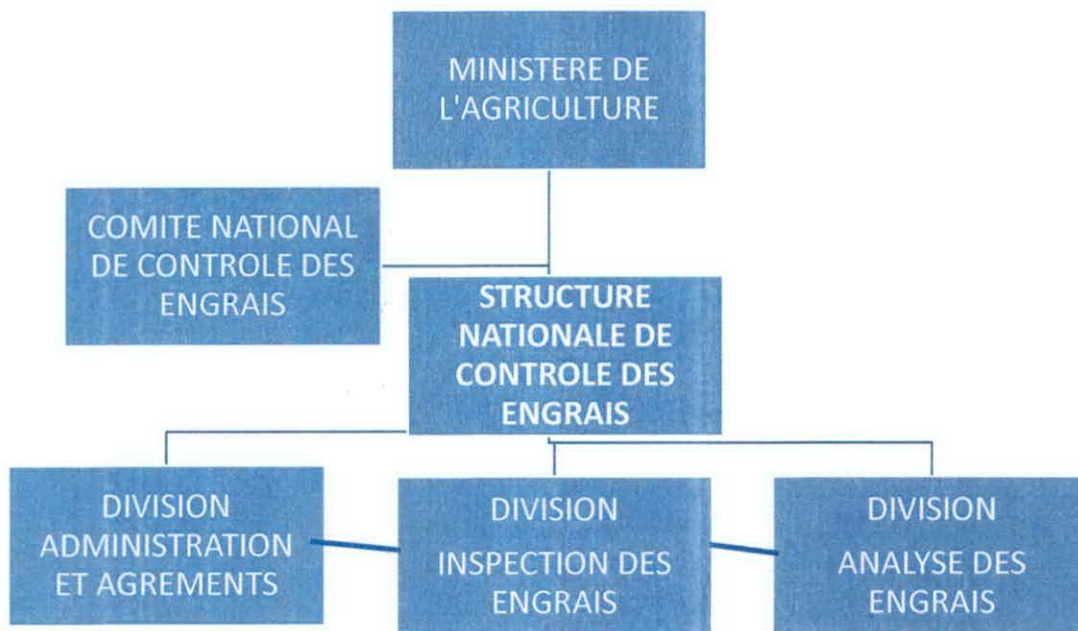 MINISTERE DE
L'AGRICULTURE
COMITE NATIONAL
DE CONTROLE DES
ENGRAIS
STRUCTURE
NATIONALE DE
CONTROLE DES
ENGRAIS
DIVISION
ADMINISTRATION
ET AGREMENTS
DIVISION
INSPECTION DES
ENGRAIS
DIVISION
ANALYSE DES
ENGRAIS